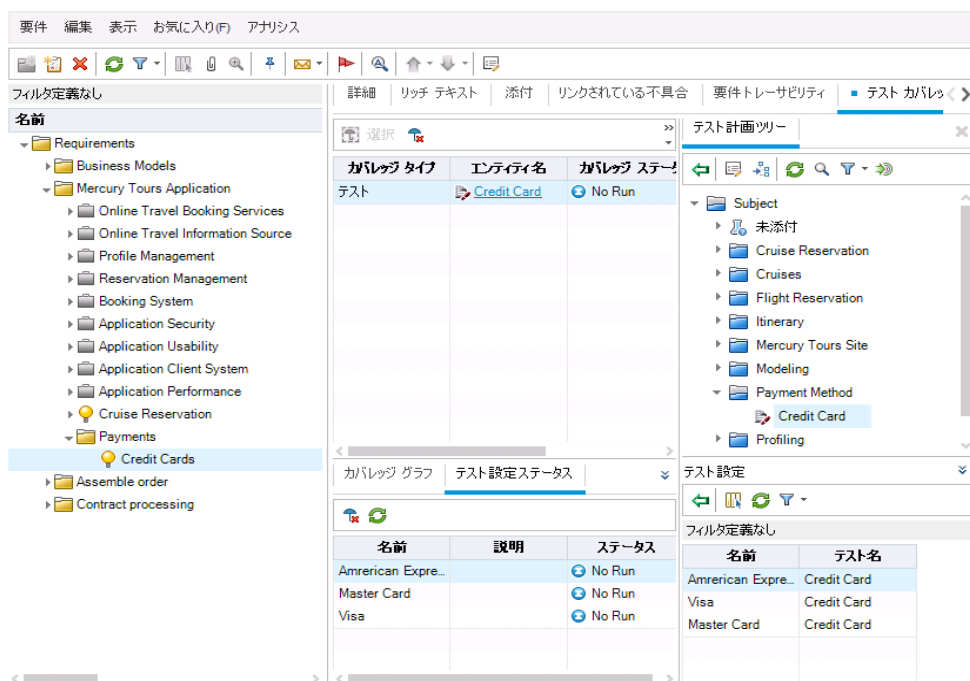 要件 編集 表示 お気に入り(F) アナリシス
フィルタ定義なし
名前
Requirements
Business Models
Mercury Tours Application
Online Travel Booking Services
Online Travel Information Source
Profile Management
Reservation Management
Booking System
Application Security
Application Usability
Application Client System
Application Performance
Cruise Reservation
Payments
Credit Cards
Assemble order
Contract processing
詳細 リッチ テキスト 添付 リンクされている不具合 要件トレーサビリティ テスト カバレッ
選択
カバレッジ タイプ エンティティ名 カバレッジ ステー
テスト Credit Card No Run
カバレッジ グラフ テスト設定ステータス
名前 説明 ステータス
Amrerican Expre... No Run
Master Card No Run
Visa No Run
テスト計画ツリー
Subject
未添付
Cruise Reservation
Cruises
Flight Reservation
Itinerary
Mercury Tours Site
Modeling
Payment Method
Credit Card
Profiling
テスト設定
フィルタ定義なし
名前 テスト名
Amrerican Expre... Credit Card
Visa Credit Card
Master Card Credit Card